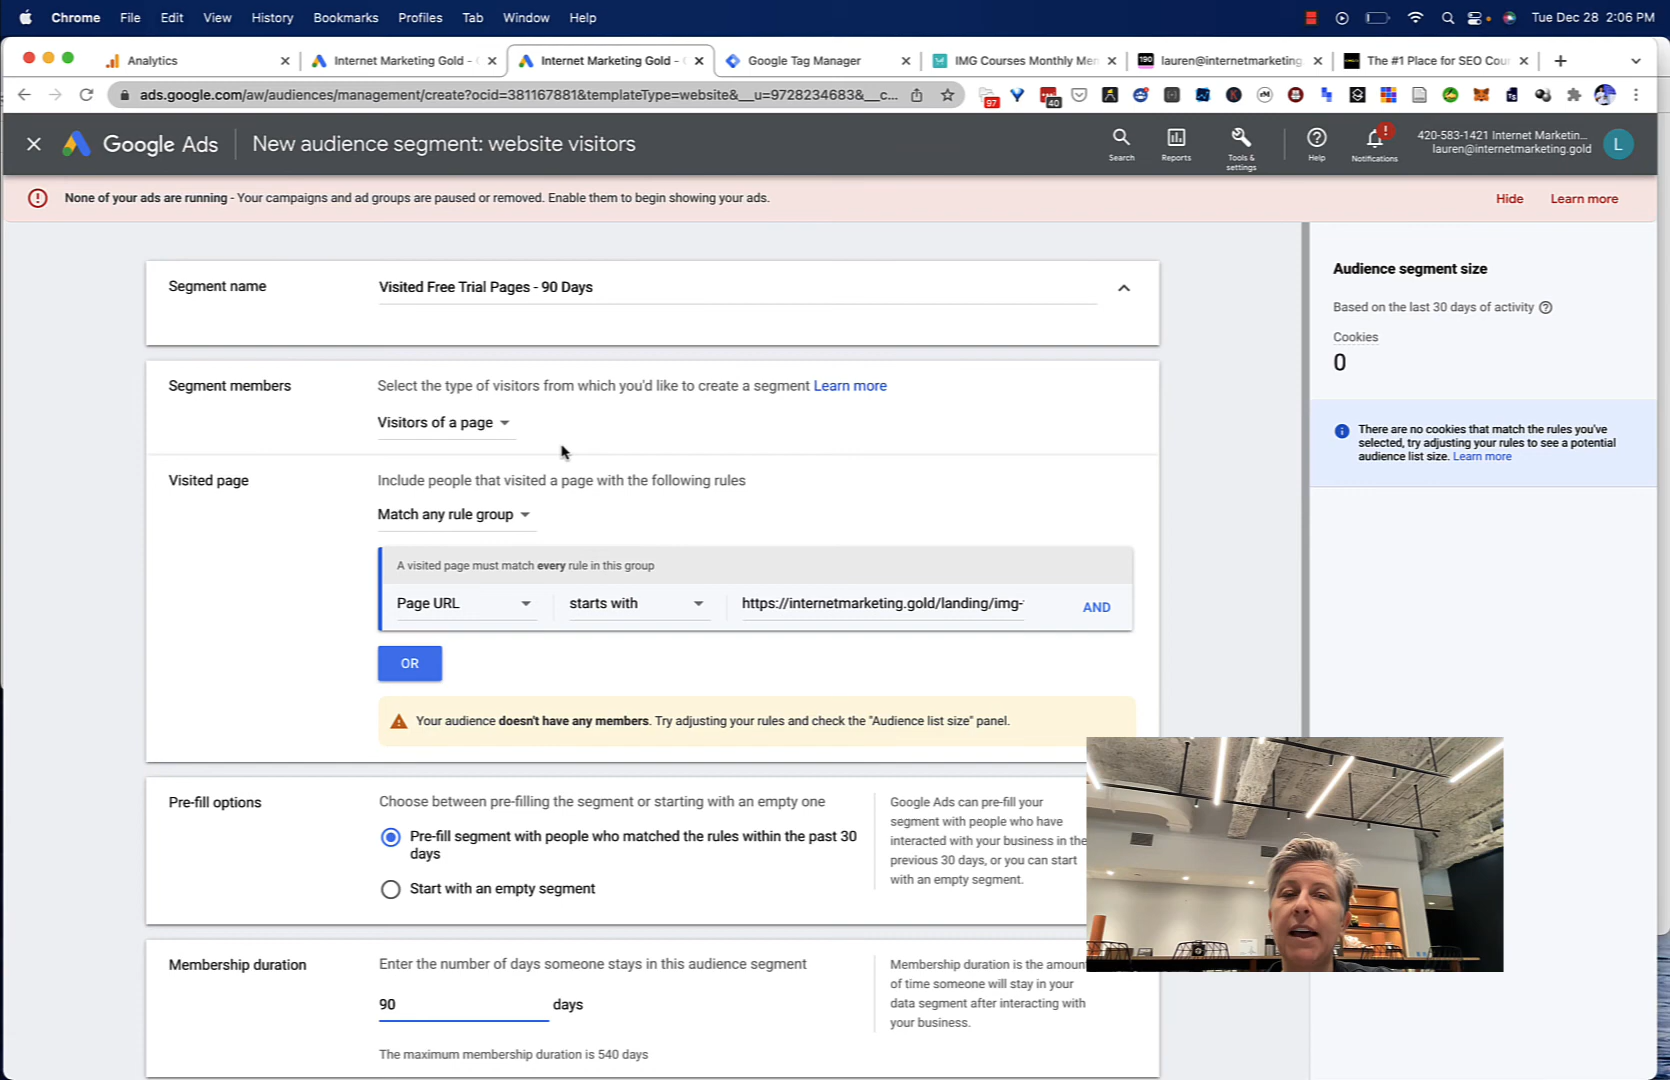 Chrome File Edit View History Bookmarks Profiles Tab Window Help Tue Dec 28 2:06 PM
Analytics Internet Marketing Gold - Internet Marketing Gold - Google Tag Manager IMG Courses Monthly Me lauren@internetmarketing. The #1 Place for SEO Cou
ads.google.com/aw/audiences/management/create?ocid=381167881&templateType=website&__u=9728234683&__c... 97 40
Google Ads New audience segment: website visitors
Search Reports Tools & settings Help Notifications
420-583-1421 Internet Marketin...
lauren@internetmarketing.gold L
None of your ads are running - Your campaigns and ad groups are paused or removed. Enable them to begin showing your ads. Hide Learn more
Segment name Visited Free Trial Pages - 90 Days
Segment members Select the type of visitors from which you'd like to create a segment Learn more
Visitors of a page
Visited page Include people that visited a page with the following rules
Match any rule group
A visited page must match every rule in this group
Page URL starts with https://internetmarketing.gold/landing/img- AND
OR
Your audience doesn't have any members. Try adjusting your rules and check the "Audience list size" panel.
Pre-fill options Choose between pre-filling the segment or starting with an empty one
Pre-fill segment with people who matched the rules within the past 30
days
Start with an empty segment
Google Ads can pre-fill your
segment with people who have
interacted with your business in the
previous 30 days, or you can start
with an empty segment.
Membership duration Enter the number of days someone stays in this audience segment
90 days
The maximum membership duration is 540 days
Membership duration is the amoun
of time someone will stay in your
data segment after interacting with
your business.
Audience segment size
Based on the last 30 days of activity
Cookies
0
There are no cookies that match the rules you've
selected, try adjusting your rules to see a potential
audience list size. Learn more